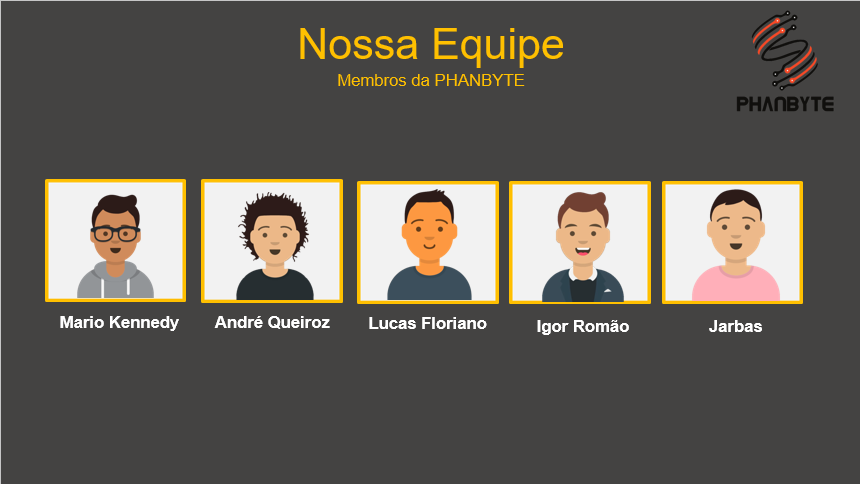 Nossa Equipe
Membros da PHANBYTE
PHANBYTE
Mario Kennedy
André Queiroz
Lucas Floriano
Igor Romão
Jarbas